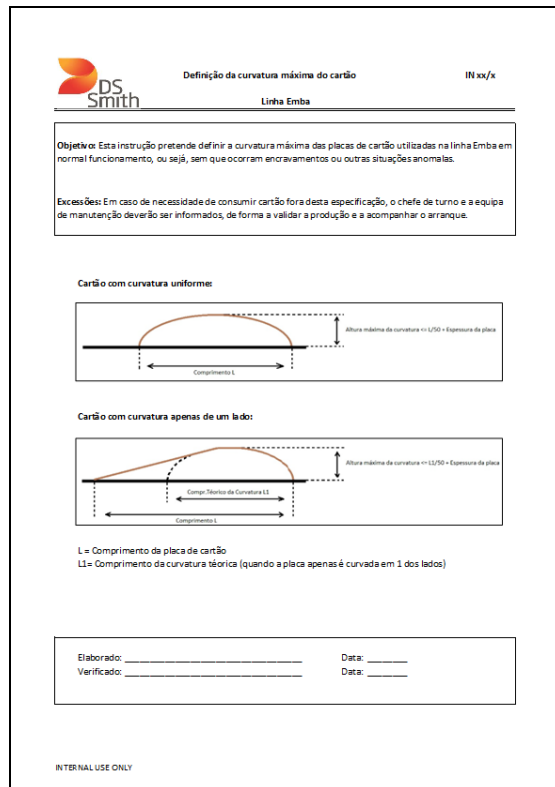 DS
Smith
Definição da curvatura máxima do cartão
IN xx/x
Linha Emba
Objetivo: Esta instrução pretende definir a curvatura máxima das placas de cartão utilizadas na linha Emba em
normal funcionamento, ou sejá, sem que ocorram encravamentos ou outras situações anomalas.
Excessões: Em caso de necessidade de consumir cartão fora desta especificação, o chefe de turno e a equipa
de manutenção deverão ser informados, de forma a validar a produção e a acompanhar o arranque.
Cartão com curvatura uniforme:
Altura máxima da curvatura <= L/50 + Espessura da placa
Comprimento L
Cartão com curvatura apenas de um lado:
Altura máxima da curvatura <= L1/50 + Espessura da placa
Compr.Téorico da Curvatura L1
Comprimento L
L = Comprimento da placa de cartão
L1= Comprimento da curvatura téorica (quando a placa apenas é curvada em 1 dos lados)
Elaborado: ______________ Data: ________
Verificado: ______________ Data: ________
INTERNAL USE ONLY